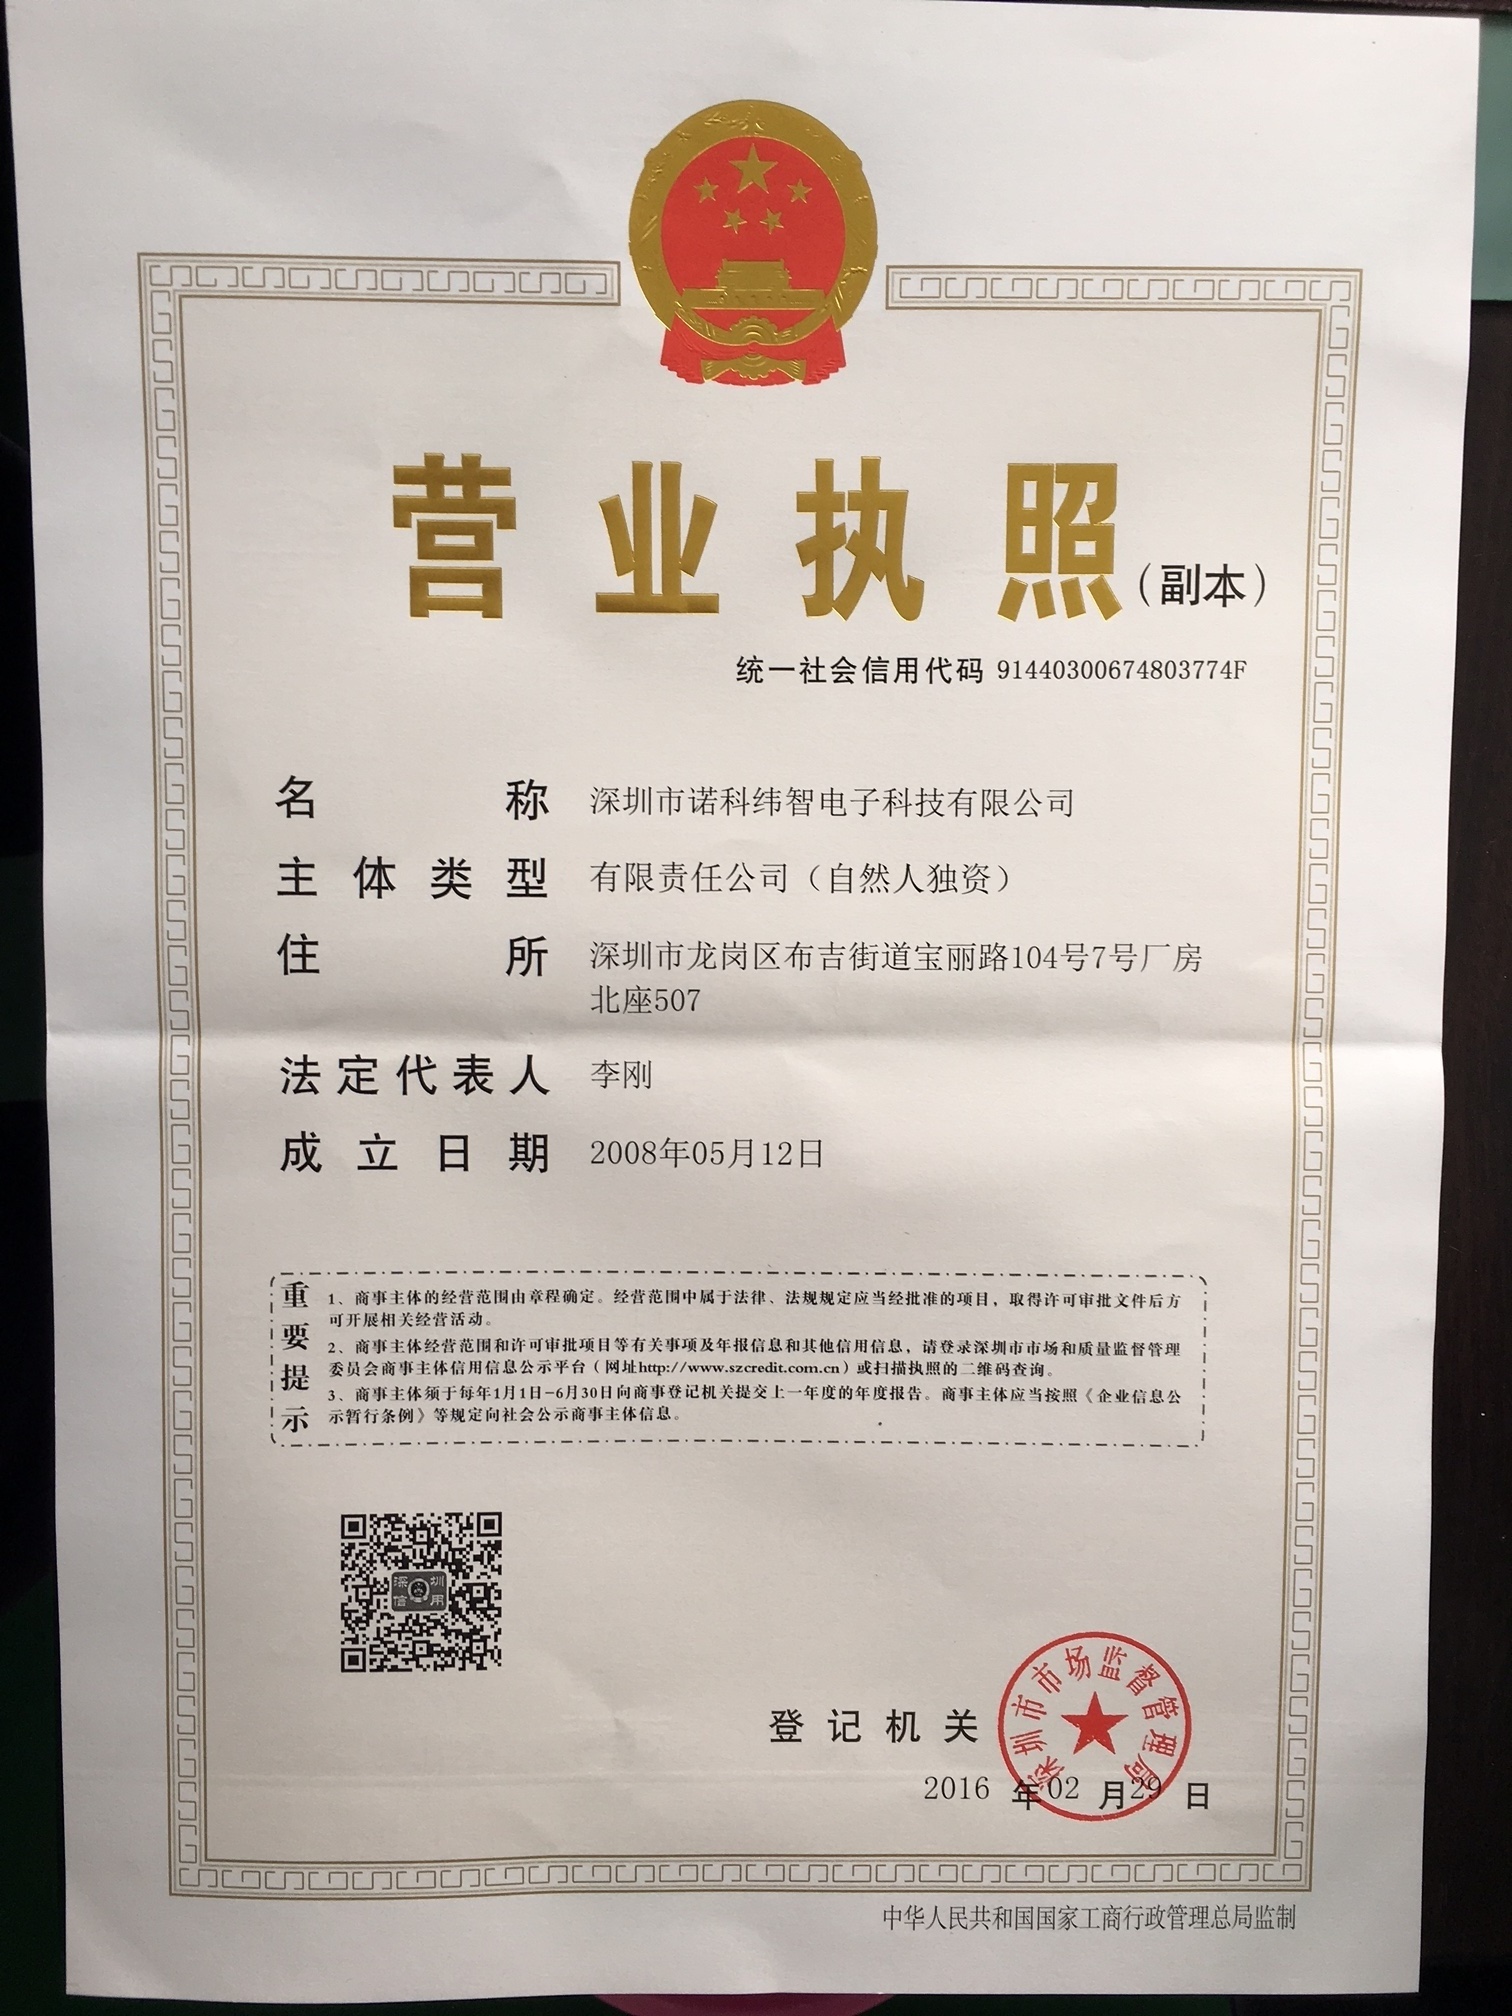 营业执照(副本)
统一社会信用代码 91440300674803774F
名称 深圳市诺科纬智电子科技有限公司
主体类型 有限责任公司（自然人独资）
住所 深圳市龙岗区布吉街道宝丽路104号7号厂房
北座507
法定代表人 李刚
成立日期 2008年05月12日
重要提示
1、商事主体的经营范围由章程确定。经营范围中属于法律、法规规定应当经批准的项目，取得许可审批文件后方
可开展相关经营活动。
2、商事主体经营范围和许可审批项目等有关事项及年报信息和其他信用信息，请登录深圳市市场和质量监督管理
委员会商事主体信用信息公示平台（网址http://www.szcredit.com.cn）或扫描执照的二维码查询。
3、商事主体须于每年1月1日-6月30日向商事登记机关提交上一年度的年度报告。商事主体应当按照《企业信息公
示暂行条例》等规定向社会公示商事主体信息。
深圳
信用
登记机关
深圳市市场监督管理局
2016 年 02 月 29 日
中华人民共和国国家工商行政管理总局监制